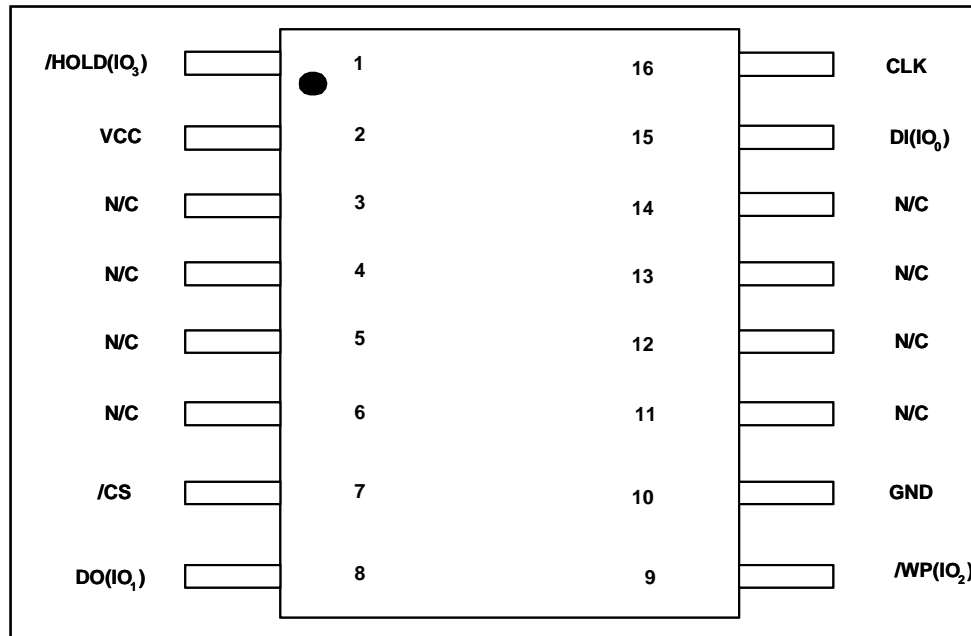 /HOLD(IO₃) 1 16 CLK
VCC 2 15 DI(IO₀)
N/C 3 14 N/C
N/C 4 13 N/C
N/C 5 12 N/C
N/C 6 11 N/C
/CS 7 10 GND
DO(IO₁) 8 9 /WP(IO₂)